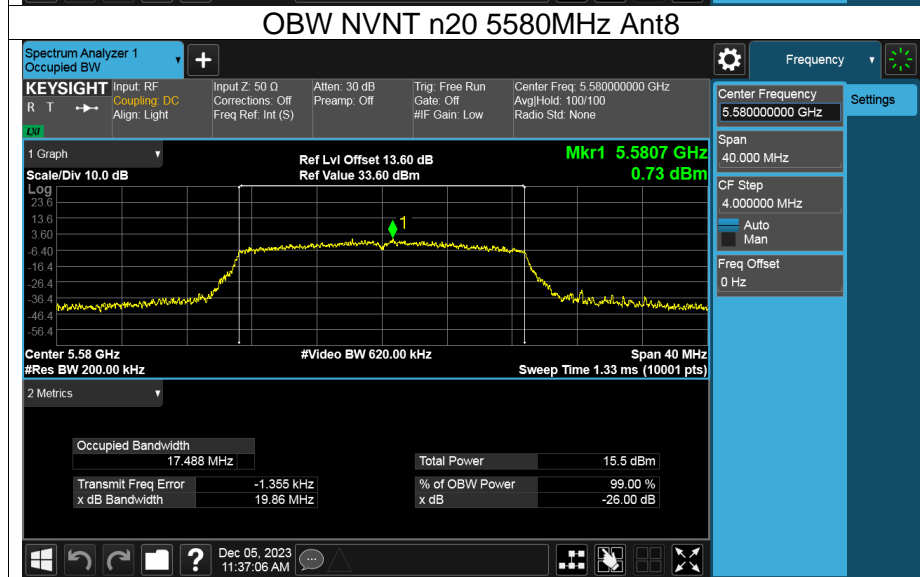 OBW NVNT n20 5580MHz Ant8
Spectrum Analyzer 1
Occupied BW
+
Frequency
KEYSIGHT
R T
LXI
Input: RF
Coupling: DC
Align: Light
Input Z: 50 Ω
Corrections: Off
Freq Ref: Int (S)
Atten: 30 dB
Preamp: Off
Trig: Free Run
Gate: Off
#IF Gain: Low
Center Freq: 5.580000000 GHz
Avg|Hold: 100/100
Radio Std: None
Center Frequency
5.580000000 GHz
Settings
Span
40.000 MHz
CF Step
4.000000 MHz
Auto
Man
Freq Offset
0 Hz
1 Graph
Scale/Div 10.0 dB
Ref Lvl Offset 13.60 dB
Ref Value 33.60 dBm
Mkr1 5.5807 GHz
0.73 dBm
Log
23.6
13.6
3.60
-6.40
-16.4
-26.4
-36.4
-46.4
-56.4
1
Center 5.58 GHz
#Video BW 620.00 kHz
Span 40 MHz
#Res BW 200.00 kHz
Sweep Time 1.33 ms (10001 pts)
2 Metrics
Occupied Bandwidth
17.488 MHz
Total Power 15.5 dBm
Transmit Freq Error -1.355 kHz
% of OBW Power 99.00 %
x dB Bandwidth 19.86 MHz
x dB -26.00 dB
?
Dec 05, 2023
11:37:06 AM